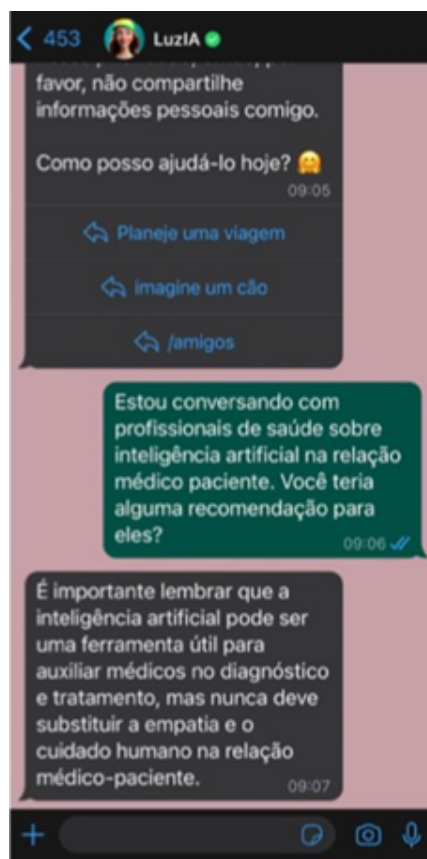 453 LuzIA
favor, não compartilhe
informações pessoais comigo.
Como posso ajudá-lo hoje? 🤗
09:05
Planeje uma viagem
imagine um cão
/amigos
Estou conversando com
profissionais de saúde sobre
inteligência artificial na relação
médico paciente. Você teria
alguma recomendação para
eles?
09:06
É importante lembrar que a
inteligência artificial pode ser
uma ferramenta útil para
auxiliar médicos no diagnóstico
e tratamento, mas nunca deve
substituir a empatia e o
cuidado humano na relação
médico-paciente.
09:07